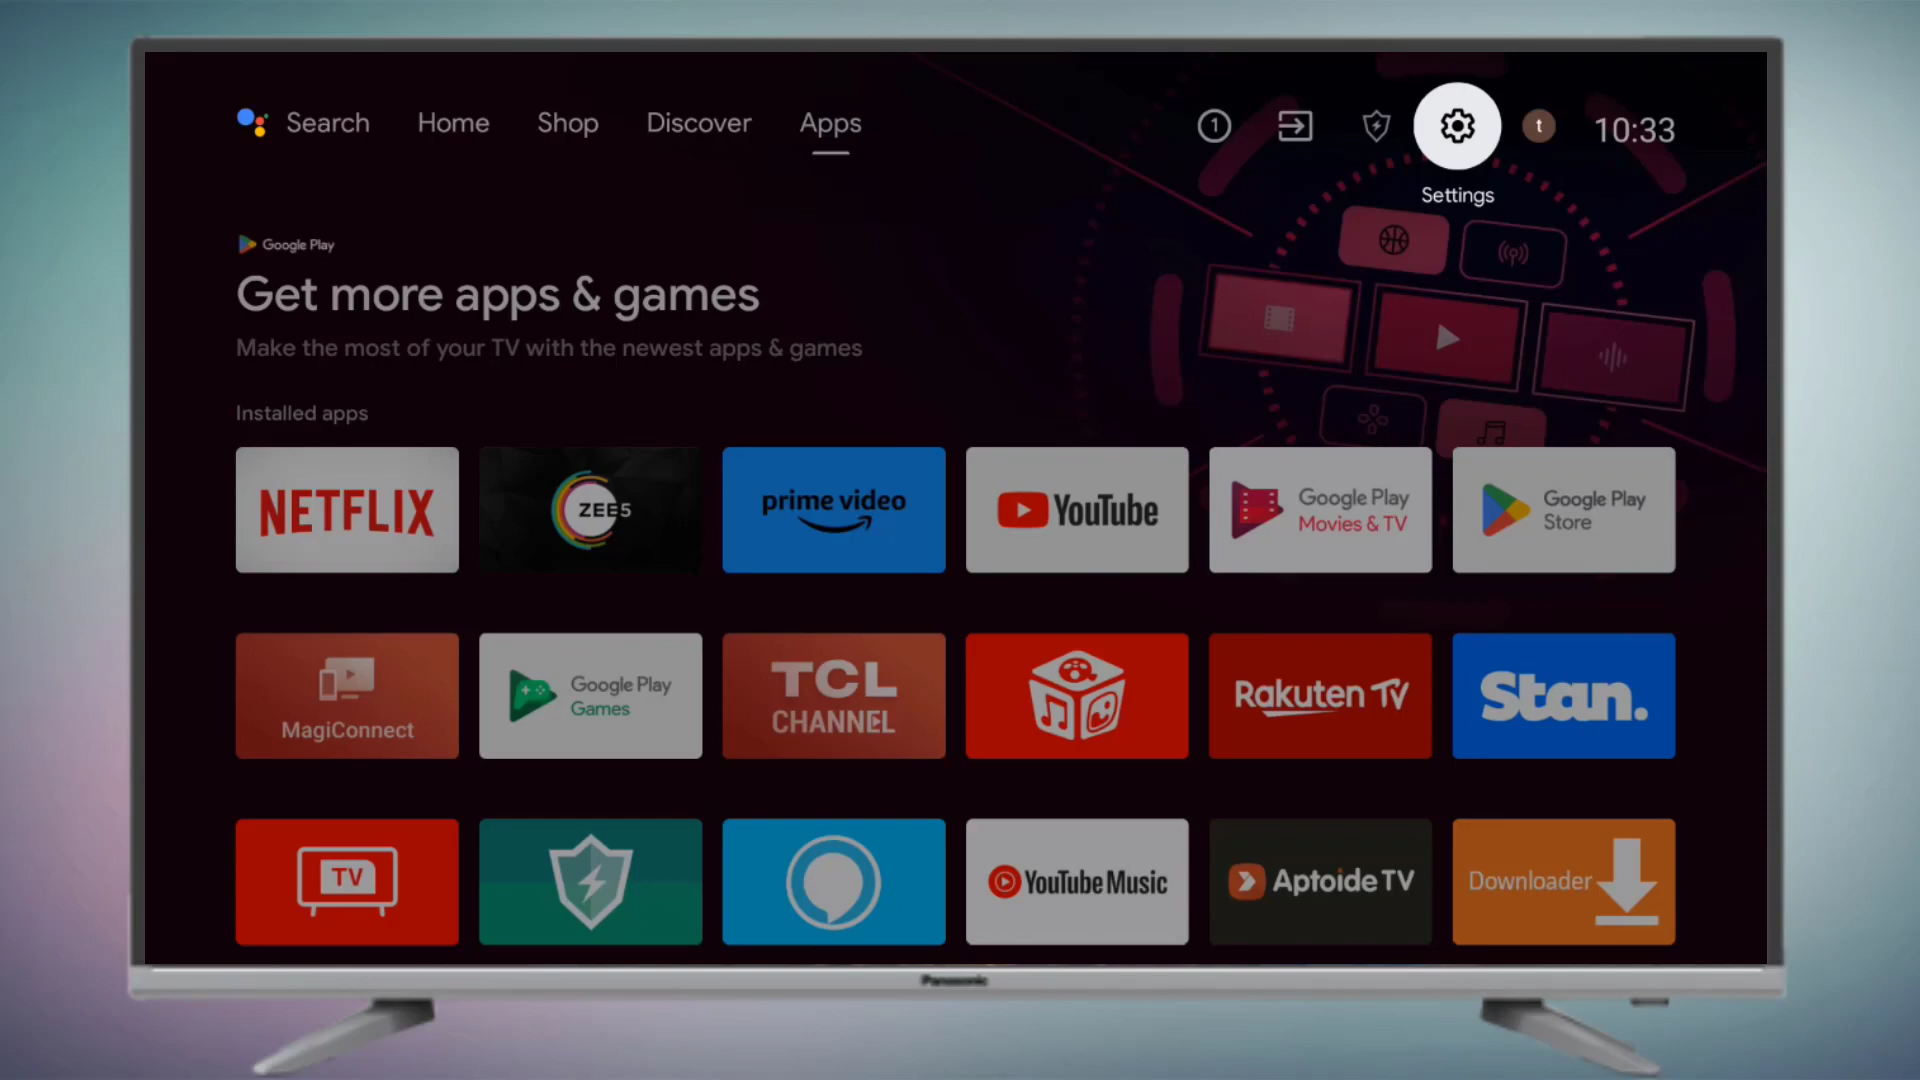 Search Home Shop Discover Apps
1
t
10:33
Settings
Google Play
Get more apps & games
Make the most of your TV with the newest apps & games
Installed apps
NETFLIX
ZEE5
prime video
YouTube
Google Play
Movies & TV
Google Play
Store
MagiConnect
Google Play
Games
TCL
CHANNEL
Rakuten TV
Stan.
TV
YouTube Music
Aptoide TV
Downloader
Panasonic